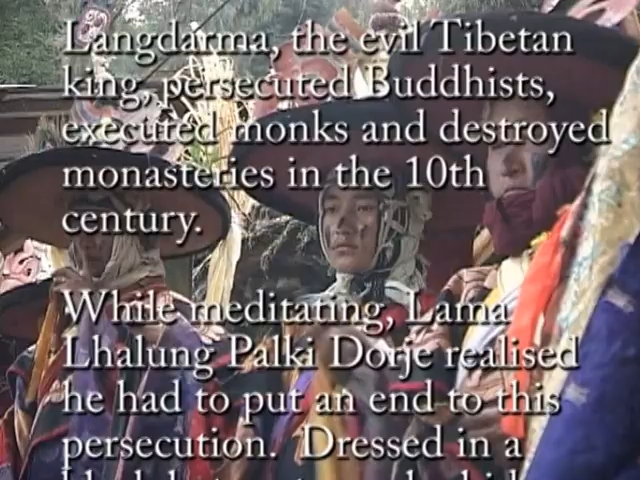 Langdarma, the evil Tibetan
king, persecuted Buddhists,
executed monks and destroyed
monasteries in the 10th
century.
While meditating, Lama
Lhalung Palki Dorje realised
he had to put an end to this
persecution.  Dressed in a